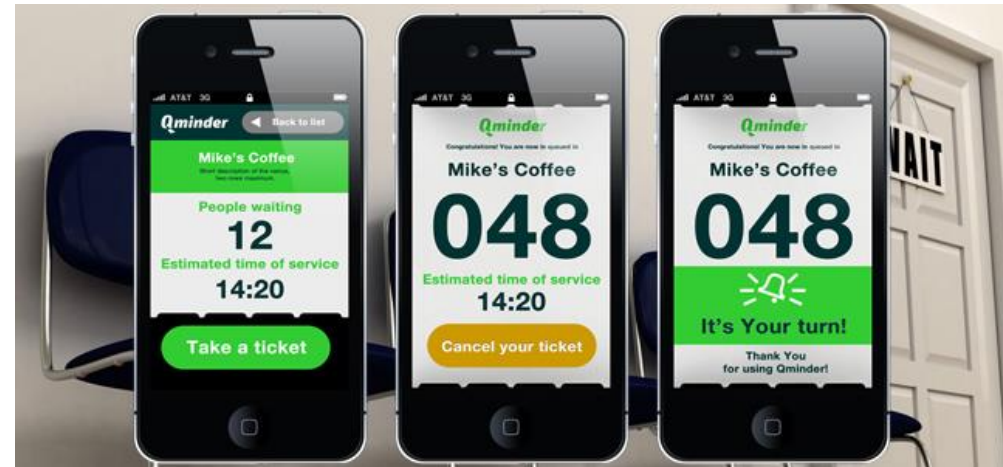 AT&T 3G
Qminder
Back to list
Mike's Coffee
Short description of the venue,
two rows maximum.
People waiting
12
Estimated time of service
14:20
Take a ticket
AT&T 3G
Qminder
Congratulations! You are now in queued in
Mike's Coffee
048
Estimated time of service
14:20
Cancel your ticket
AT&T 3G
Qminder
Congratulations! You are now in queued in
Mike's Coffee
048
It's Your turn!
Thank You
for using Qminder!
WAIT